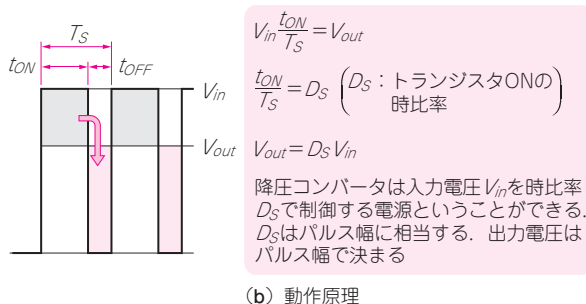 T_S
t_ON
t_OFF
V_in
V_out
V_in t_ON/T_S = V_out
t_ON/T_S = D_S (D_S：トランジスタONの
時比率)
V_out = D_S V_in
降圧コンバータは入力電圧V_inを時比率
D_Sで制御する電源ということができる．
D_Sはパルス幅に相当する．出力電圧は
パルス幅で決まる
（b）動作原理